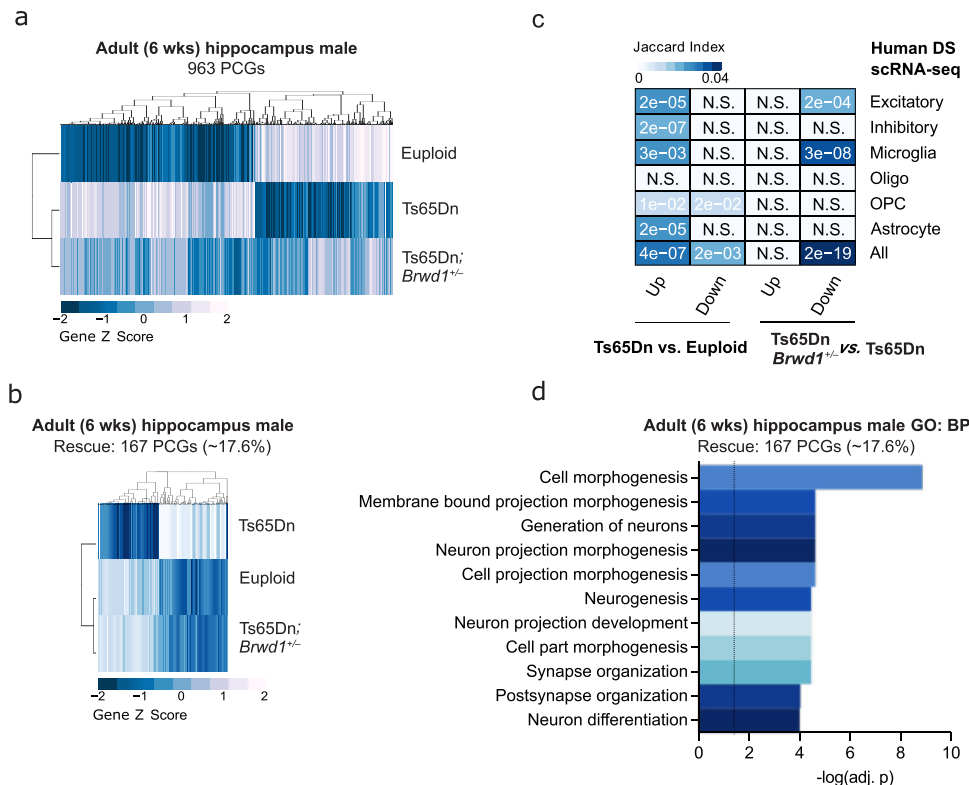 a
Adult (6 wks) hippocampus male
963 PCGs
Euploid
Ts65Dn
Ts65Dn;
Brwd1+/–
−2 −1 0 1 2
Gene Z Score
b
Adult (6 wks) hippocampus male
Rescue: 167 PCGs (~17.6%)
Ts65Dn
Euploid
Ts65Dn;
Brwd1+/–
−2 −1 0 1 2
Gene Z Score
c
Jaccard Index
0 0.04
Human DS
scRNA-seq
2e−05 N.S. N.S. 2e−04 Excitatory
2e−07 N.S. N.S. N.S. Inhibitory
3e−03 N.S. N.S. 3e−08 Microglia
N.S. N.S. N.S. N.S. Oligo
1e−02 2e−02 N.S. N.S. OPC
2e−05 N.S. N.S. N.S. Astrocyte
4e−07 2e−03 N.S. 2e−19 All
Up Down Up Down
Ts65Dn vs. Euploid
Ts65Dn
Brwd1+/– vs. Ts65Dn
d
Adult (6 wks) hippocampus male GO: BP
Rescue: 167 PCGs (~17.6%)
Cell morphogenesis
Membrane bound projection morphogenesis
Generation of neurons
Neuron projection morphogenesis
Cell projection morphogenesis
Neurogenesis
Neuron projection development
Cell part morphogenesis
Synapse organization
Postsynapse organization
Neuron differentiation
0 2 4 6 8 10
-log(adj. p)